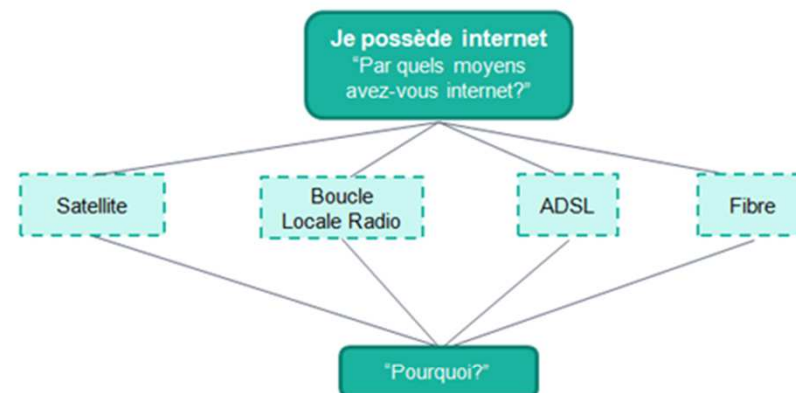 Je possède internet
“Par quels moyens
avez-vous internet?”
Satellite
Boucle
Locale Radio
ADSL
Fibre
“Pourquoi?”